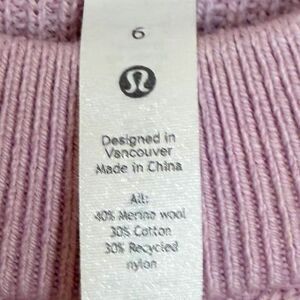 6
Designed in
Vancouver
Made in China
All:
40% Merino wool
30% Cotton
30% Recycled
nylon